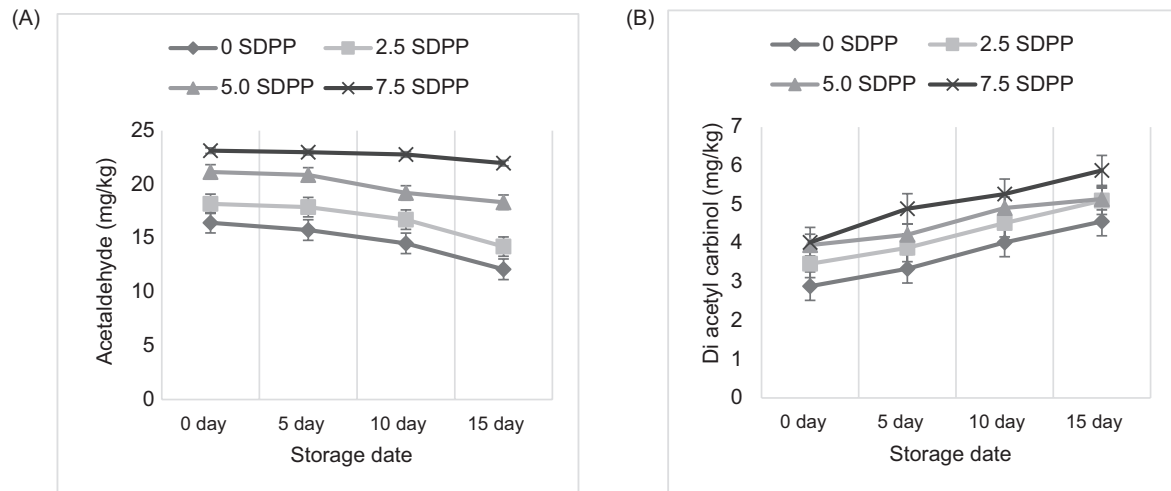 (A)
0 SDPP 2.5 SDPP
5.0 SDPP 7.5 SDPP
25
20
15
10
5
0
Acetaldehyde (mg/kg)
0 day 5 day 10 day 15 day
Storage date
(B)
0 SDPP 2.5 SDPP
5.0 SDPP 7.5 SDPP
7
6
5
4
3
2
1
0
Di acetyl carbinol (mg/kg)
0 day 5 day 10 day 15 day
Storage date